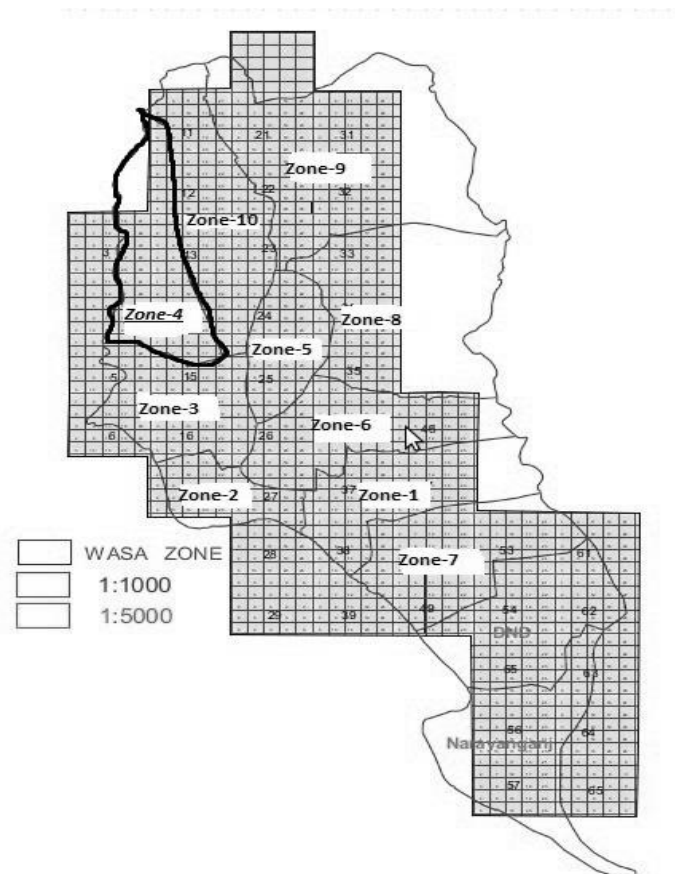 11 21 31
Zone-9
12 22 32
Zone-10
3 13 23 33
Zone-4
24
Zone-8
Zone-5
5 15 25 35
Zone-3
Zone-6
6 16 26 46
Zone-2 27 37 Zone-1
WASA ZONE 28 38 53 61
Zone-7
1:1000
1:5000 29 39 49 54 62
DND
55 63
56 64
Narayanganj
57 65